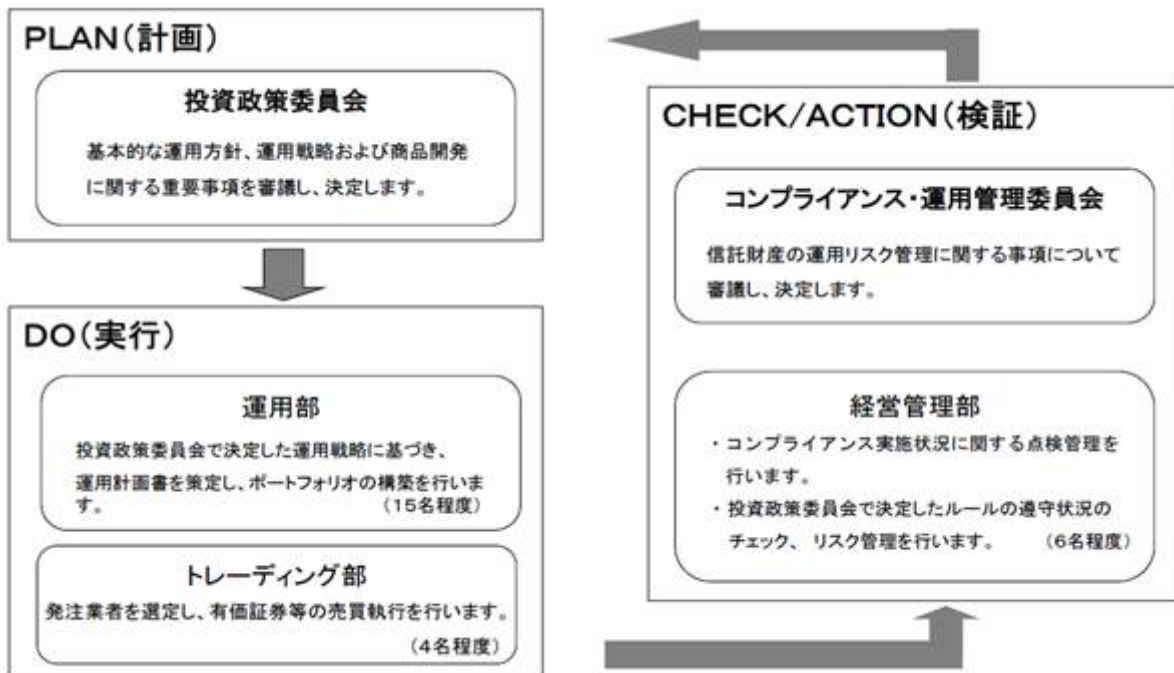 PLAN(計画)
投資政策委員会
基本的な運用方針、運用戦略および商品開発
に関する重要事項を審議し、決定します。
DO(実行)
運用部
投資政策委員会で決定した運用戦略に基づき、
運用計画書を策定し、ポートフォリオの構築を行いま
す。 (15名程度)
トレーディング部
発注業者を選定し、有価証券等の売買執行を行います。
(4名程度)
CHECK/ACTION(検証)
コンプライアンス・運用管理委員会
信託財産の運用リスク管理に関する事項について
審議し、決定します。
経営管理部
・コンプライアンス実施状況に関する点検管理を
行います。
・投資政策委員会で決定したルールの遵守状況の
チェック、 リスク管理を行います。 (6名程度)